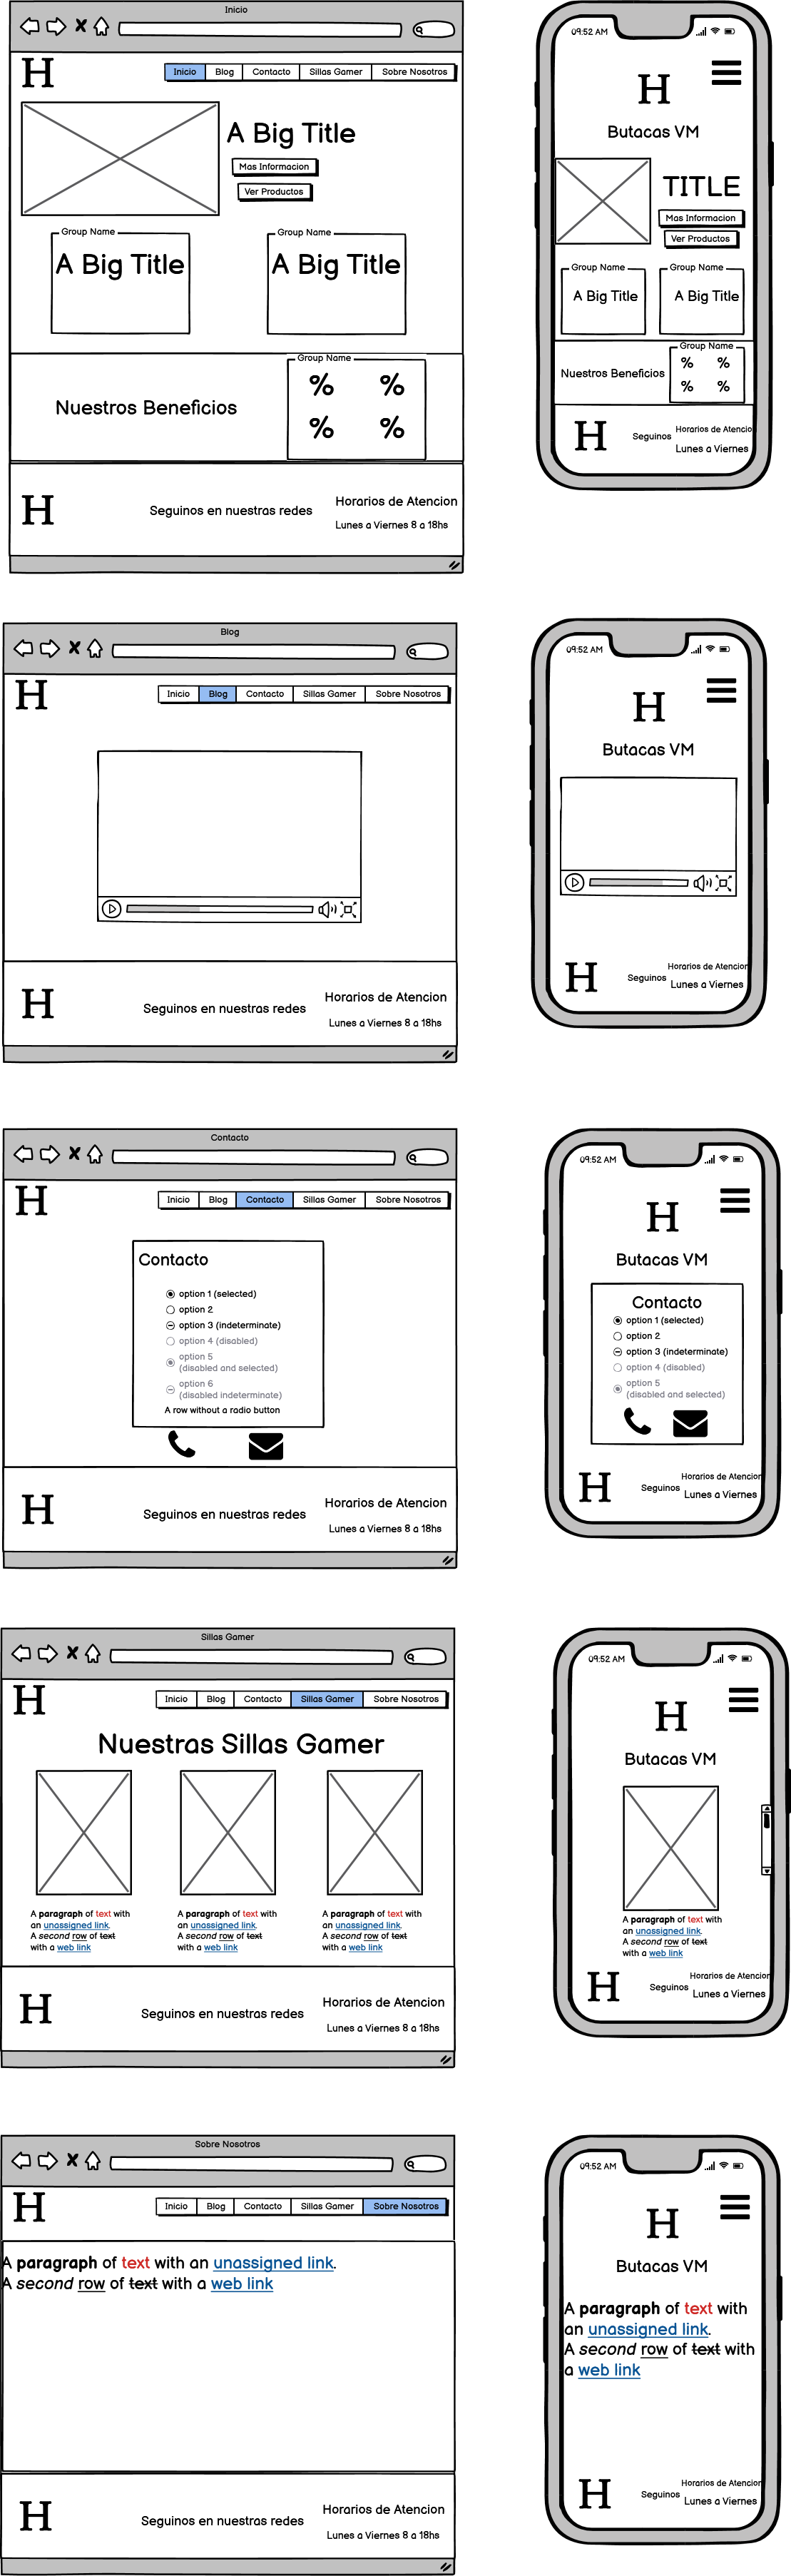 Inicio
H
Inicio Blog Contacto Sillas Gamer Sobre Nosotros
A Big Title
Mas Informacion
Ver Productos
Group Name
A Big Title
Group Name
A Big Title
Nuestros Beneficios
Group Name
% %
% %
H
Seguinos en nuestras redes
Horarios de Atencion
Lunes a Viernes 8 a 18hs
09:52 AM
H
Butacas VM
TITLE
Mas Informacion
Ver Productos
Group Name
A Big Title
Group Name
A Big Title
Nuestros Beneficios
Group Name
% %
% %
H
Seguinos
Horarios de Atencio
Lunes a Viernes
Blog
H
Inicio Blog Contacto Sillas Gamer Sobre Nosotros
H
Seguinos en nuestras redes
Horarios de Atencion
Lunes a Viernes 8 a 18hs
09:52 AM
H
Butacas VM
H
Seguinos
Horarios de Atencion
Lunes a Viernes
Contacto
H
Inicio Blog Contacto Sillas Gamer Sobre Nosotros
Contacto
option 1 (selected)
option 2
option 3 (indeterminate)
option 4 (disabled)
option 5
(disabled and selected)
option 6
(disabled indeterminate)
A row without a radio button
H
Seguinos en nuestras redes
Horarios de Atencion
Lunes a Viernes 8 a 18hs
09:52 AM
H
Butacas VM
Contacto
option 1 (selected)
option 2
option 3 (indeterminate)
option 4 (disabled)
option 5
(disabled and selected)
H
Seguinos
Horarios de Atencion
Lunes a Viernes
Sillas Gamer
H
Inicio Blog Contacto Sillas Gamer Sobre Nosotros
Nuestras Sillas Gamer
A paragraph of text with
an unassigned link.
A second row of text
with a web link
A paragraph of text with
an unassigned link.
A second row of text
with a web link
A paragraph of text with
an unassigned link.
A second row of text
with a web link
H
Seguinos en nuestras redes
Horarios de Atencion
Lunes a Viernes 8 a 18hs
09:52 AM
H
Butacas VM
A paragraph of text with
an unassigned link.
A second row of text
with a web link
H
Seguinos
Horarios de Atencion
Lunes a Viernes
Sobre Nosotros
H
Inicio Blog Contacto Sillas Gamer Sobre Nosotros
A paragraph of text with an unassigned link.
A second row of text with a web link
H
Seguinos en nuestras redes
Horarios de Atencion
Lunes a Viernes 8 a 18hs
09:52 AM
H
Butacas VM
A paragraph of text with
an unassigned link.
A second row of text with
a web link
H
Seguinos
Horarios de Atencion
Lunes a Viernes